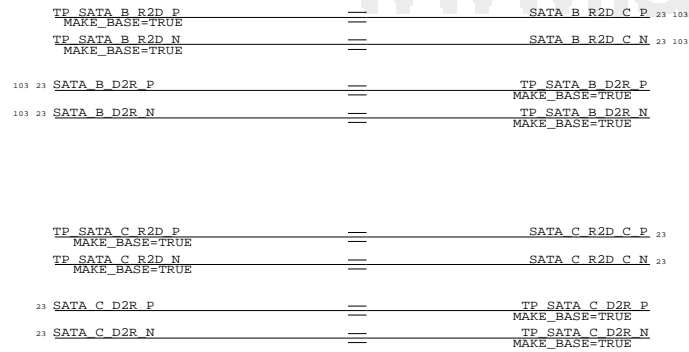 TP_SATA_B_R2D_P SATA_B_R2D_C_P 23 103
MAKE_BASE=TRUE
TP_SATA_B_R2D_N SATA_B_R2D_C_N 23 103
MAKE_BASE=TRUE
103 23 SATA_B_D2R_P TP_SATA_B_D2R_P
MAKE_BASE=TRUE
103 23 SATA_B_D2R_N TP_SATA_B_D2R_N
MAKE_BASE=TRUE
TP_SATA_C_R2D_P SATA_C_R2D_C_P 23
MAKE_BASE=TRUE
TP_SATA_C_R2D_N SATA_C_R2D_C_N 23
MAKE_BASE=TRUE
23 SATA_C_D2R_P TP_SATA_C_D2R_P
MAKE_BASE=TRUE
23 SATA_C_D2R_N TP_SATA_C_D2R_N
MAKE_BASE=TRUE